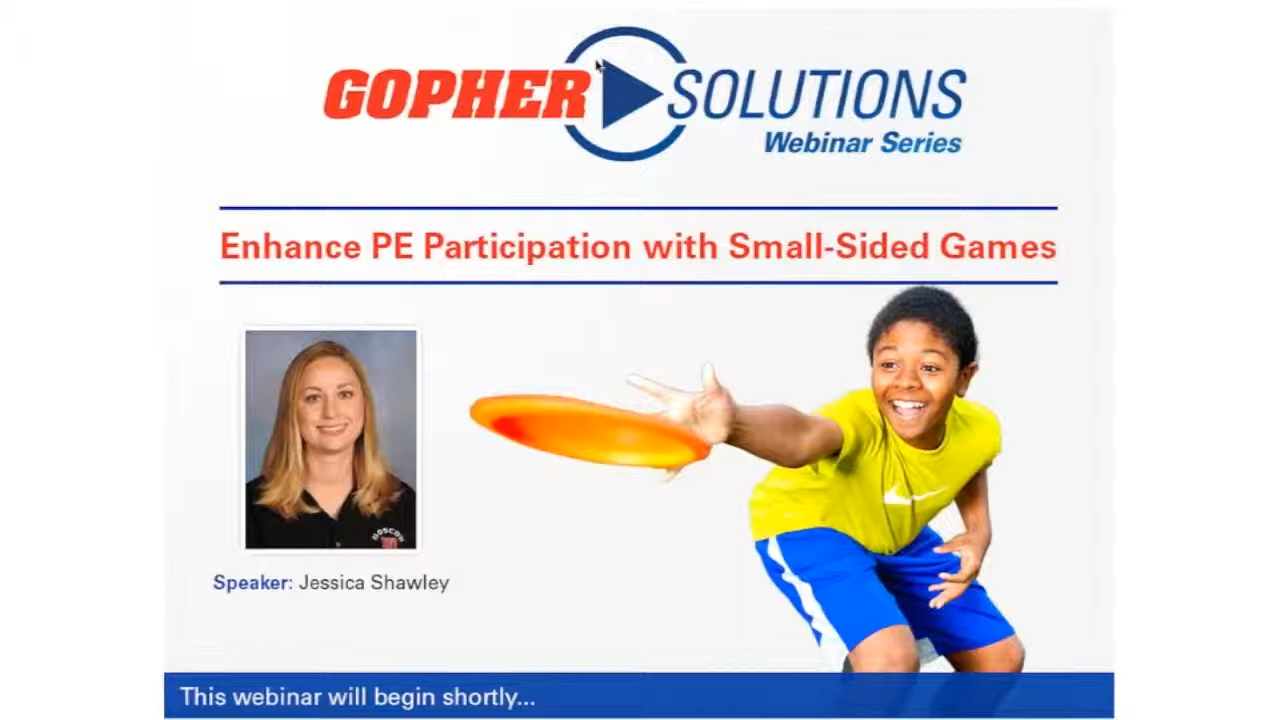 GOPHER SOLUTIONS
Webinar Series
Enhance PE Participation with Small-Sided Games
Speaker: Jessica Shawley
This webinar will begin shortly...